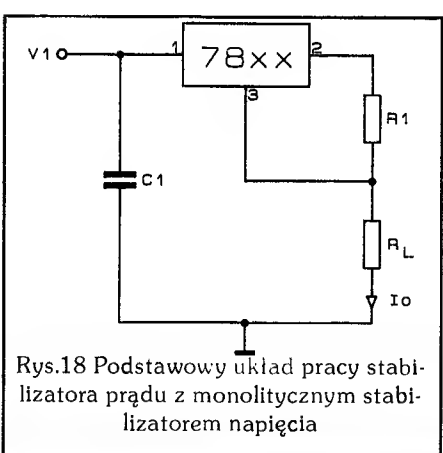 V1
1
78xx
2
3
R1
C1
RL
Io
Rys.18 Podstawowy układ pracy stabi-
lizatora prądu z monolitycznym stabi-
lizatorem napięcia